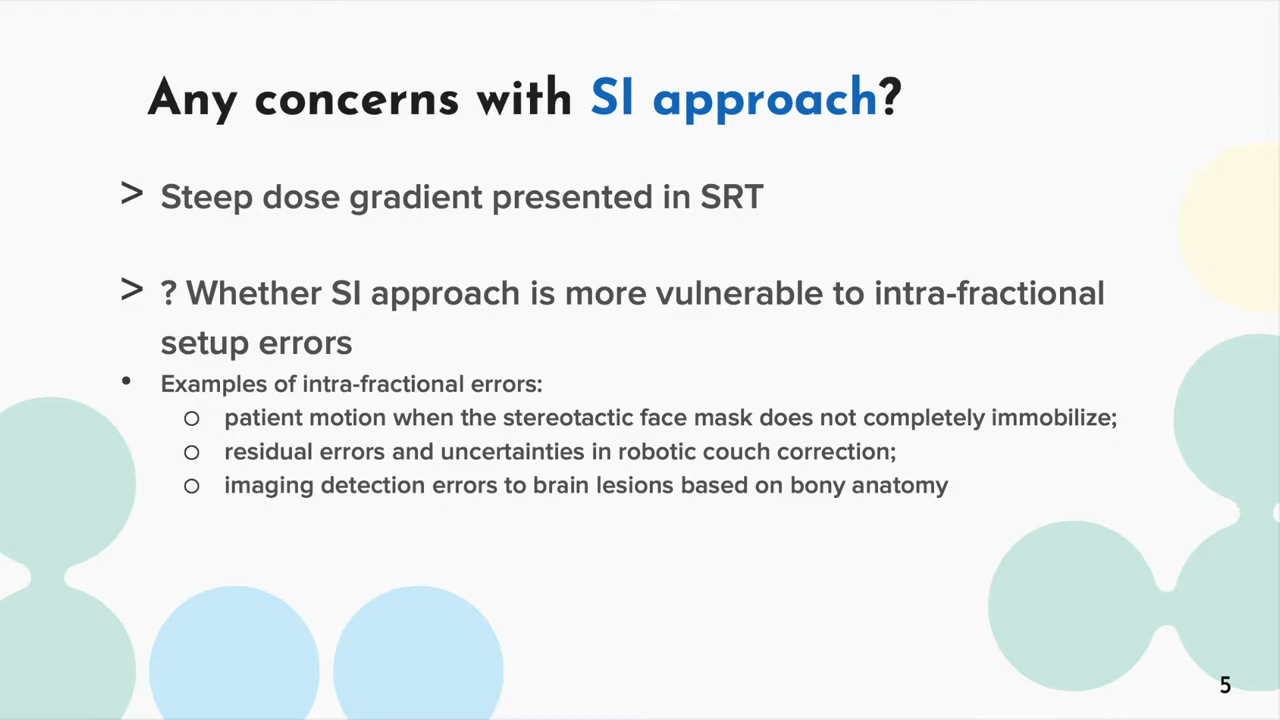 Any concerns with SI approach?
> Steep dose gradient presented in SRT
> ? Whether SI approach is more vulnerable to intra-fractional
setup errors
• Examples of intra-fractional errors:
o patient motion when the stereotactic face mask does not completely immobilize;
o residual errors and uncertainties in robotic couch correction;
o imaging detection errors to brain lesions based on bony anatomy
5